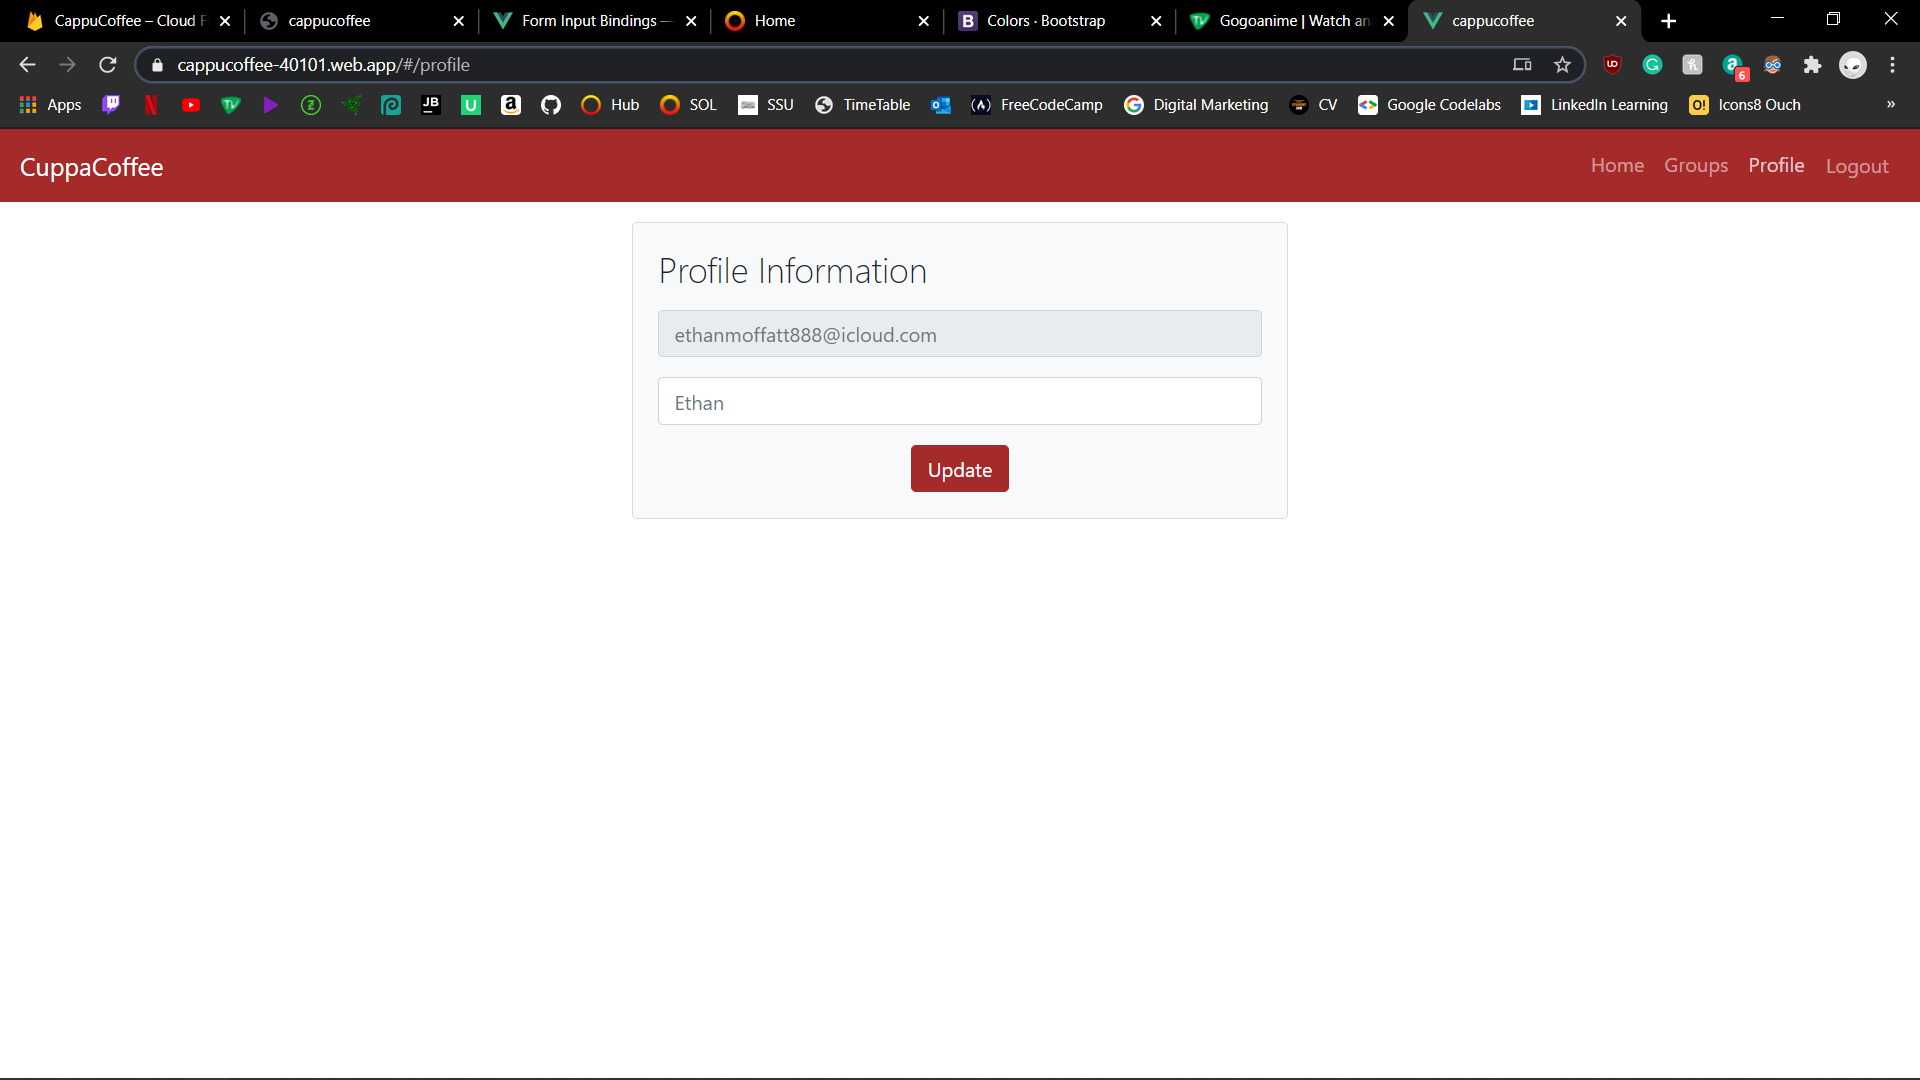 CappuCoffee – Cloud F
cappucoffee
Form Input Bindings —
Home
Colors · Bootstrap
Gogoanime | Watch an
cappucoffee
cappucoffee-40101.web.app/#/profile
6
Apps
Hub
SOL
SSU
TimeTable
FreeCodeCamp
Digital Marketing
CV
Google Codelabs
LinkedIn Learning
Icons8 Ouch
»
CuppaCoffee
Home Groups Profile Logout
Profile Information
ethanmoffatt888@icloud.com
Ethan
Update